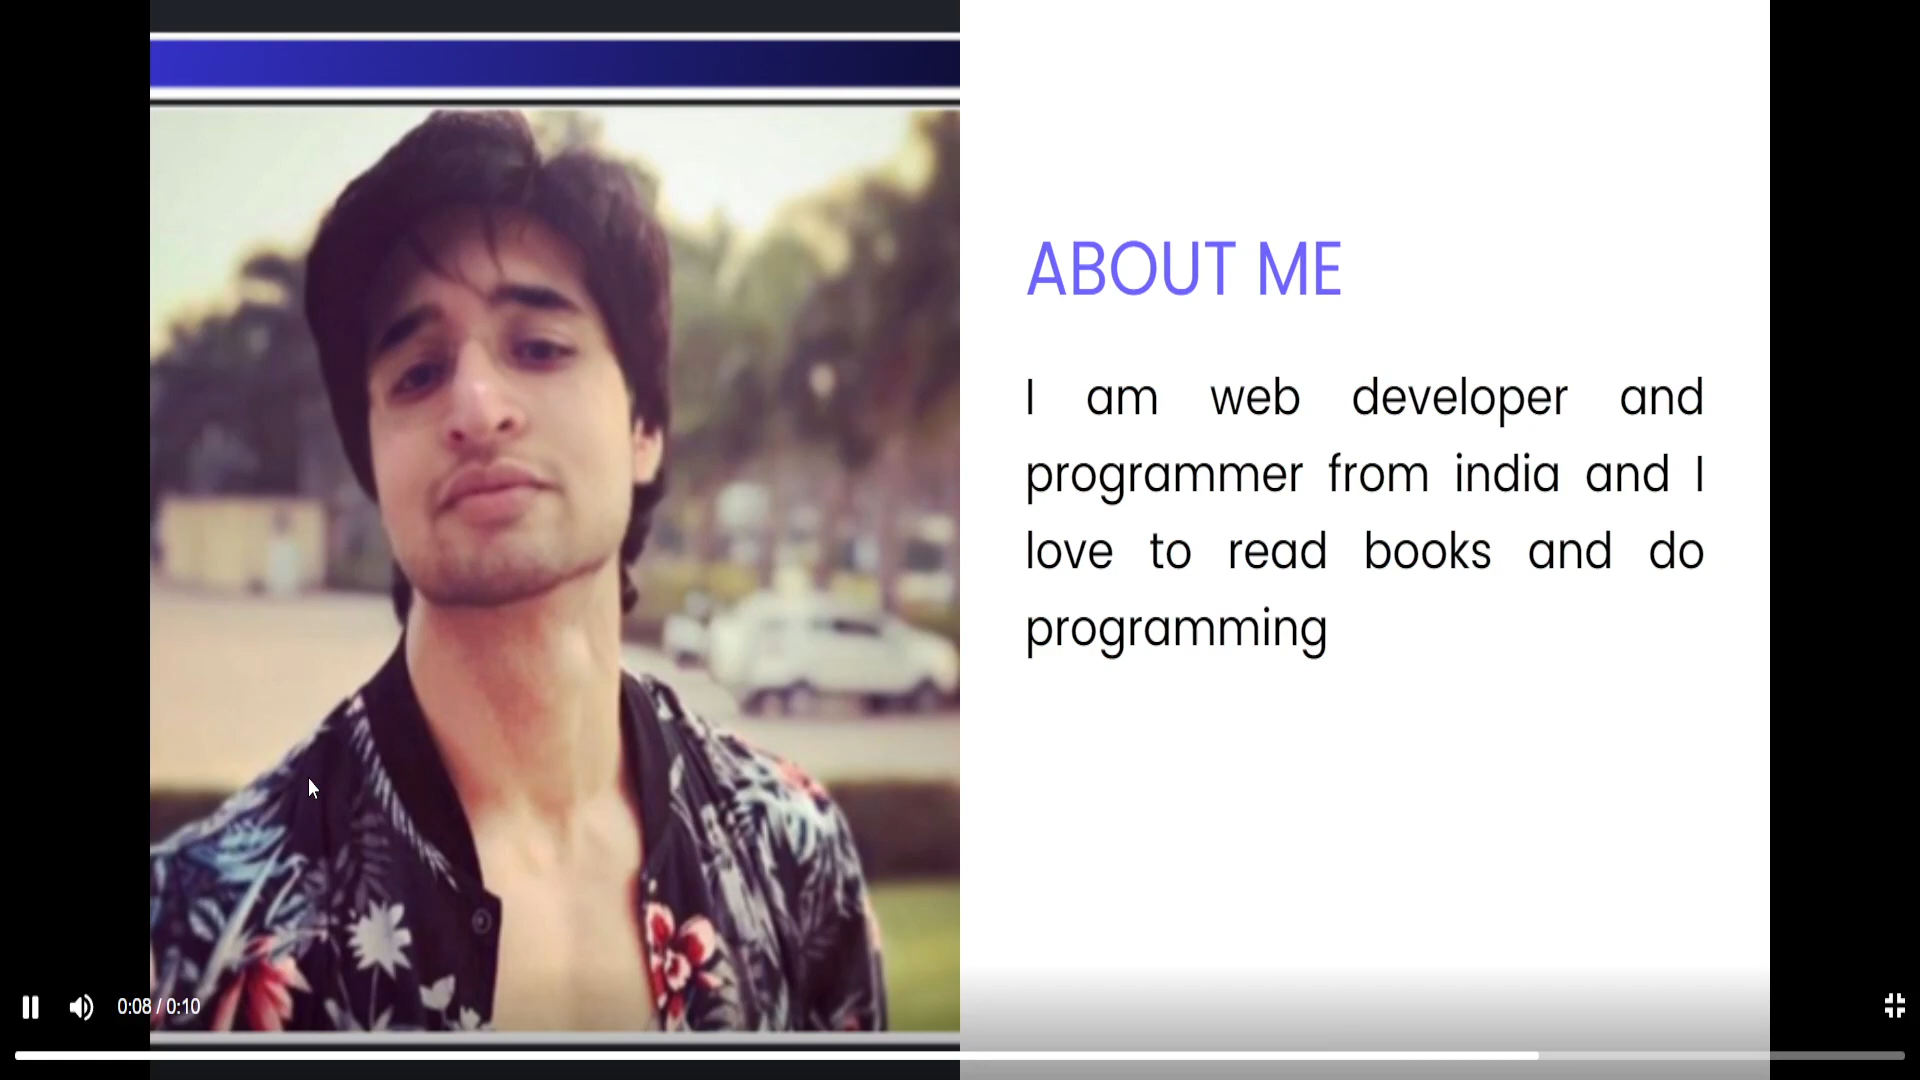 ABOUT ME
I am web developer and
programmer from india and I
love to read books and do
programming
0:08 / 0:10